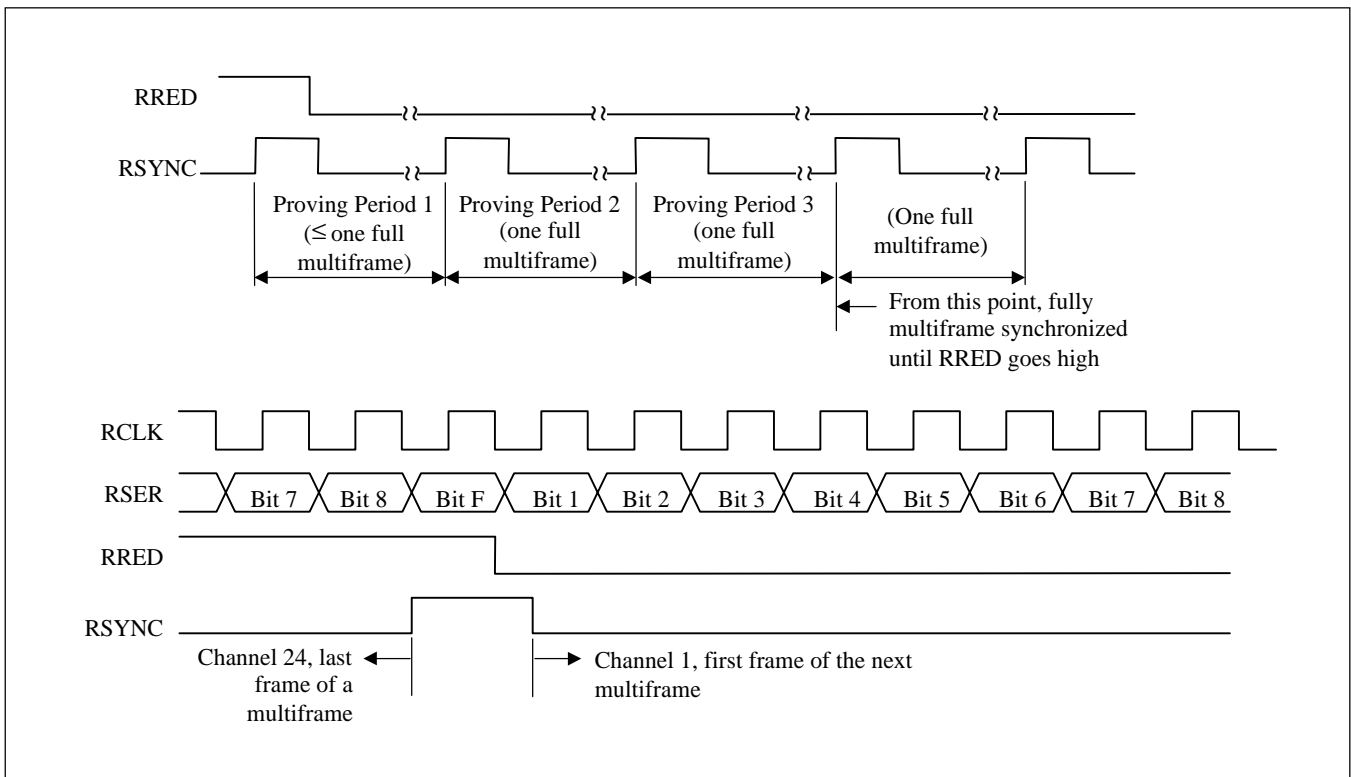 RRED
RSYNC
Proving Period 1
(≤ one full
multiframe)
Proving Period 2
(one full
multiframe)
Proving Period 3
(one full
multiframe)
(One full
multiframe)
From this point, fully
multiframe synchronized
until RRED goes high
RCLK
RSER
Bit 7 Bit 8 Bit F Bit 1 Bit 2 Bit 3 Bit 4 Bit 5 Bit 6 Bit 7 Bit 8
RRED
RSYNC
Channel 24, last
frame of a
multiframe
Channel 1, first frame of the next
multiframe